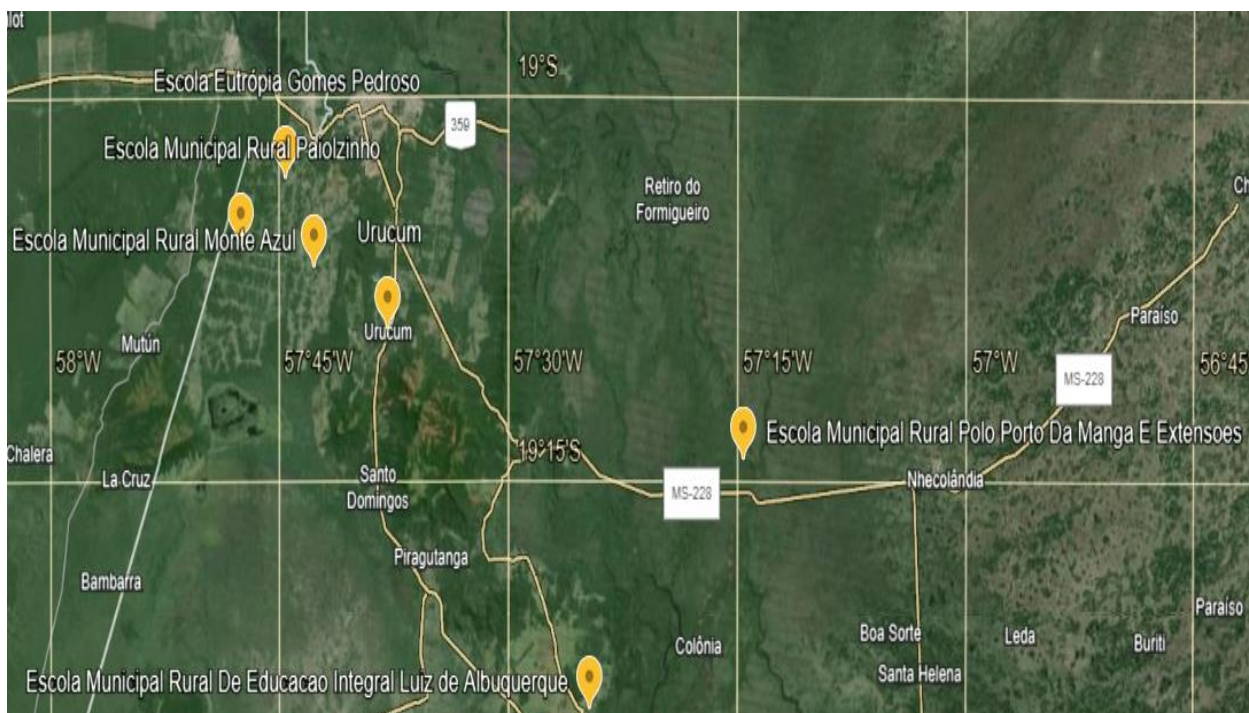 Escola Eutrópia Gomes Pedroso
19°S
359
Escola Municipal Rural Paiolzinho
Retiro do
Formigueiro
Escola Municipal Rural Monte Azul
Urucum
Paraíso
Urucum
Mutún
58°W
57°45'W
57°30'W
57°15'W
57°W
56°45
MS-228
Escola Municipal Rural Polo Porto Da Manga E Extensoes
Chalera
19°15'S
La Cruz
Santo
Domingos
MS-228
Nhecolândia
Piragutanga
Bambarra
Paraíso
Colônia
Boa Sorte
Leda
Buriti
Santa Helena
Escola Municipal Rural De Educacao Integral Luiz de Albuquerque